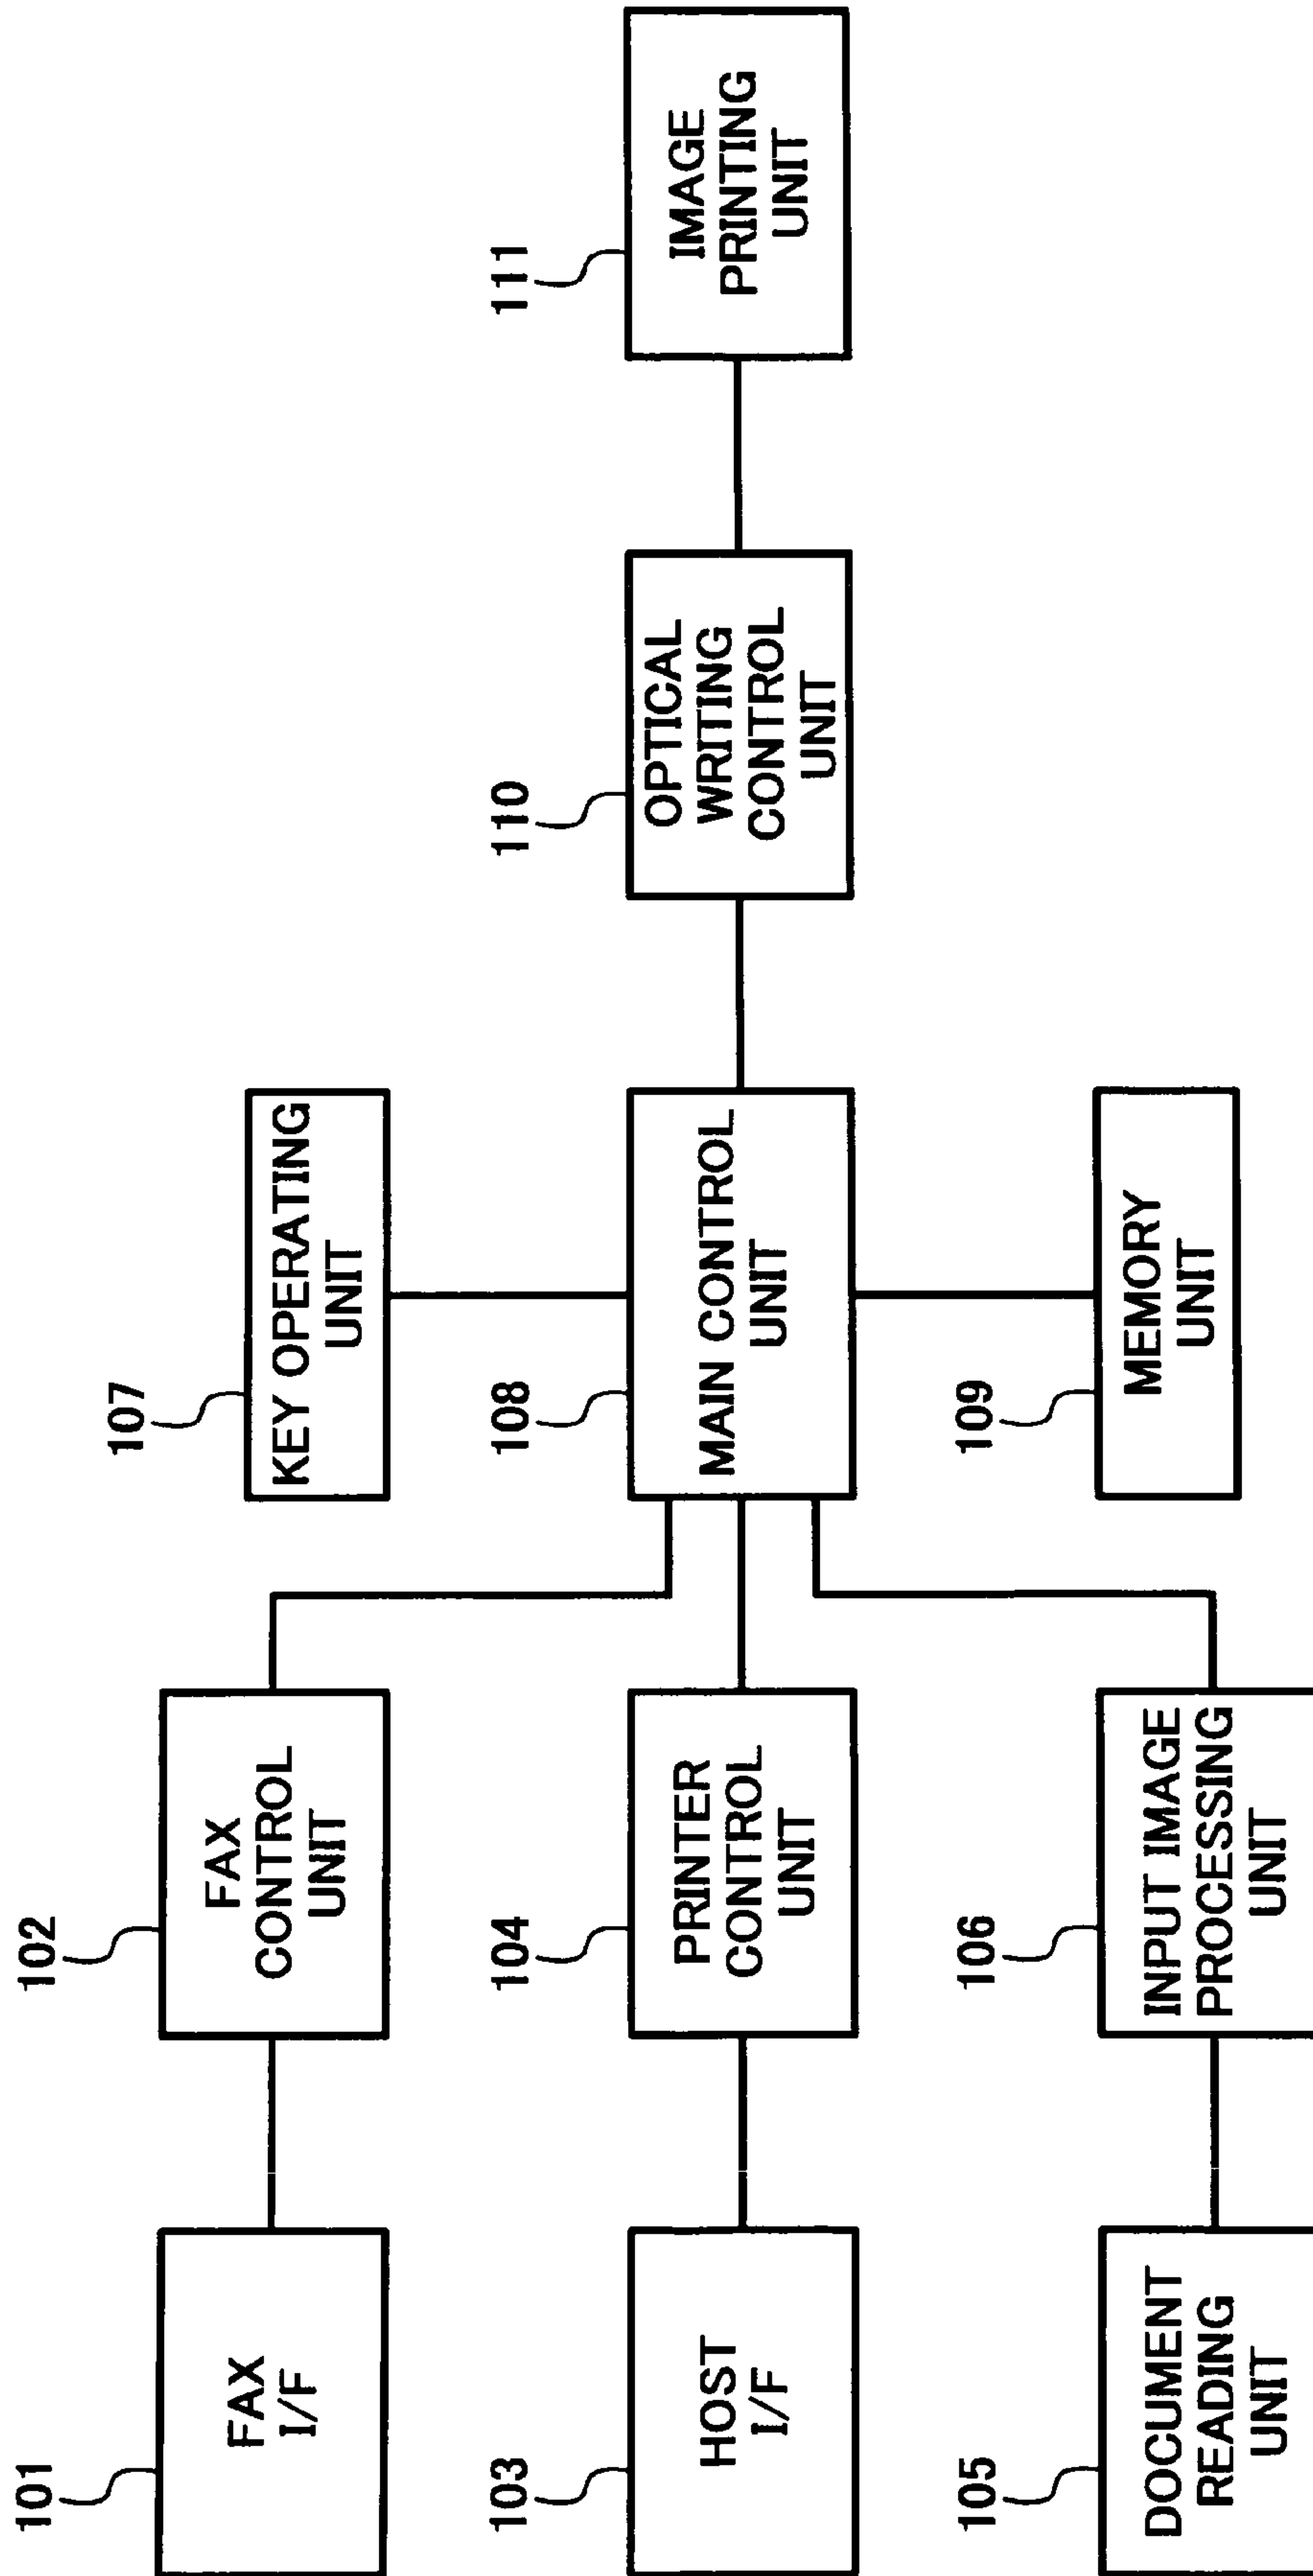 101
FAX
I/F
102
FAX
CONTROL
UNIT
103
HOST
I/F
104
PRINTER
CONTROL
UNIT
105
DOCUMENT
READING
UNIT
106
INPUT IMAGE
PROCESSING
UNIT
107
KEY OPERATING
UNIT
108
MAIN CONTROL
UNIT
109
MEMORY
UNIT
110
OPTICAL
WRITING
CONTROL
UNIT
111
IMAGE
PRINTING
UNIT